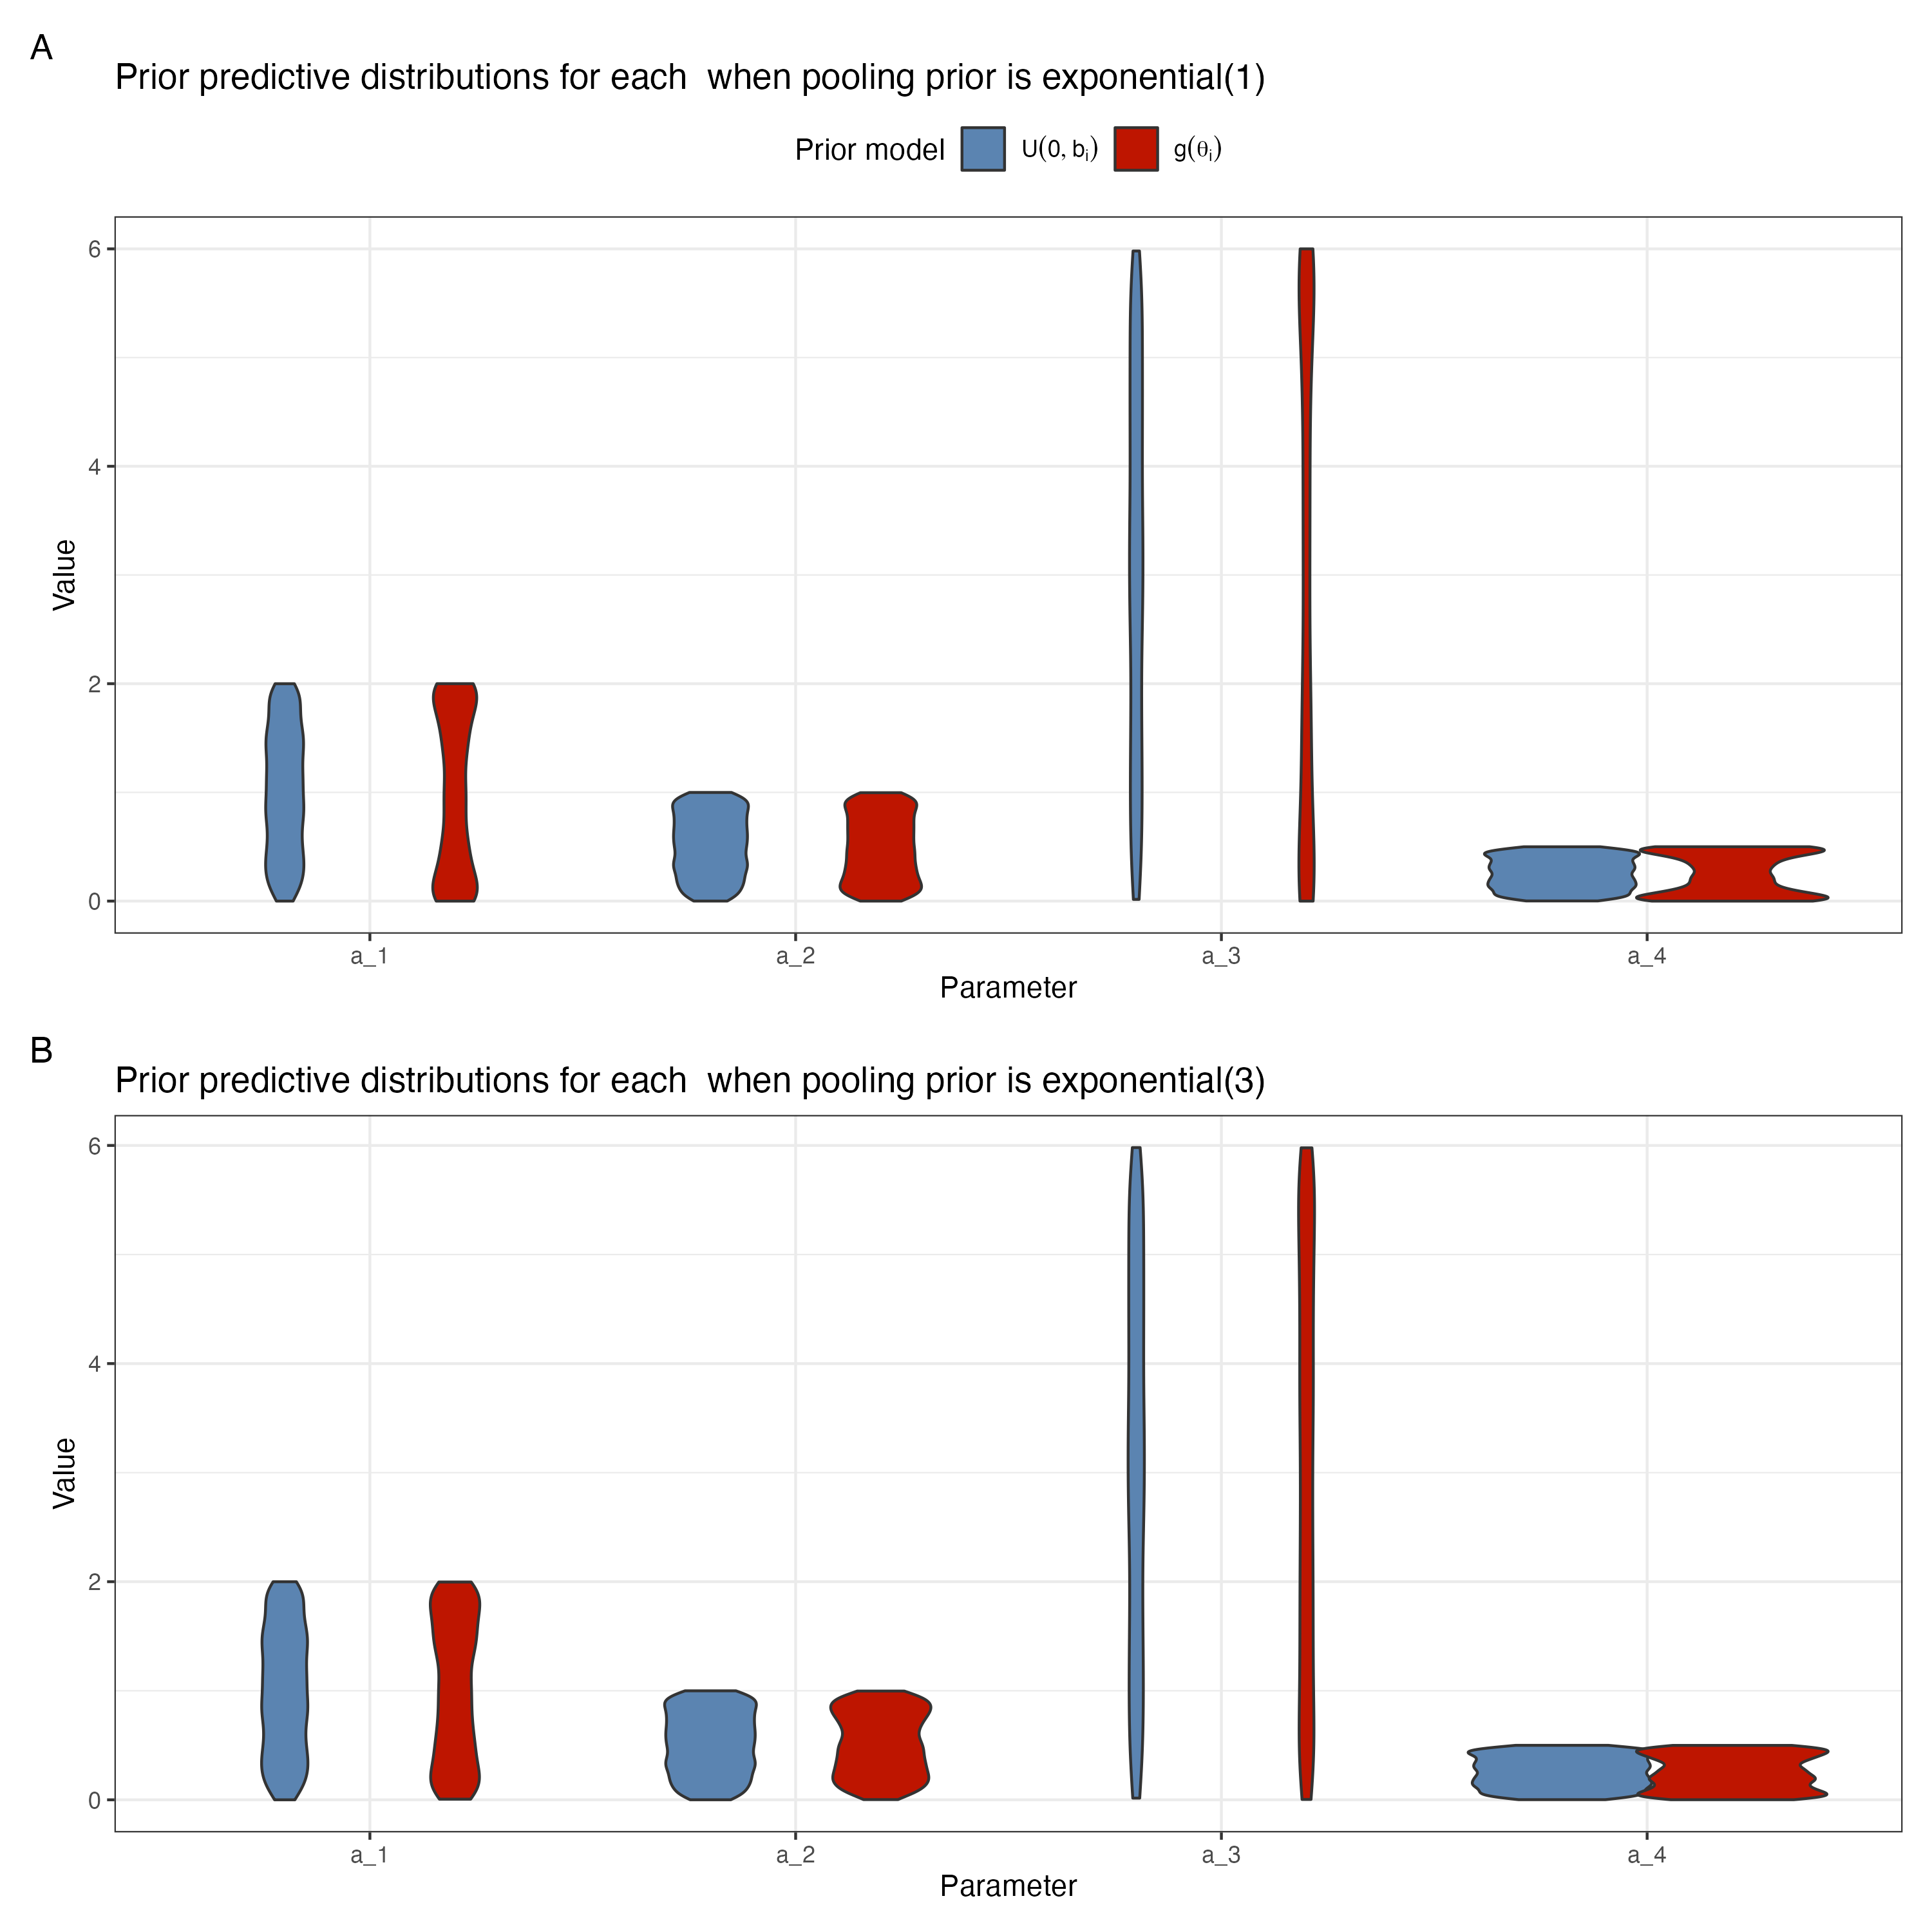 A
Prior predictive distributions for each  when pooling prior is exponential(1)
Prior model U(0, bᵢ) g(θᵢ)
6
4
2
0
Value
a_1 a_2 a_3 a_4
Parameter
B
Prior predictive distributions for each  when pooling prior is exponential(3)
6
4
2
0
Value
a_1 a_2 a_3 a_4
Parameter